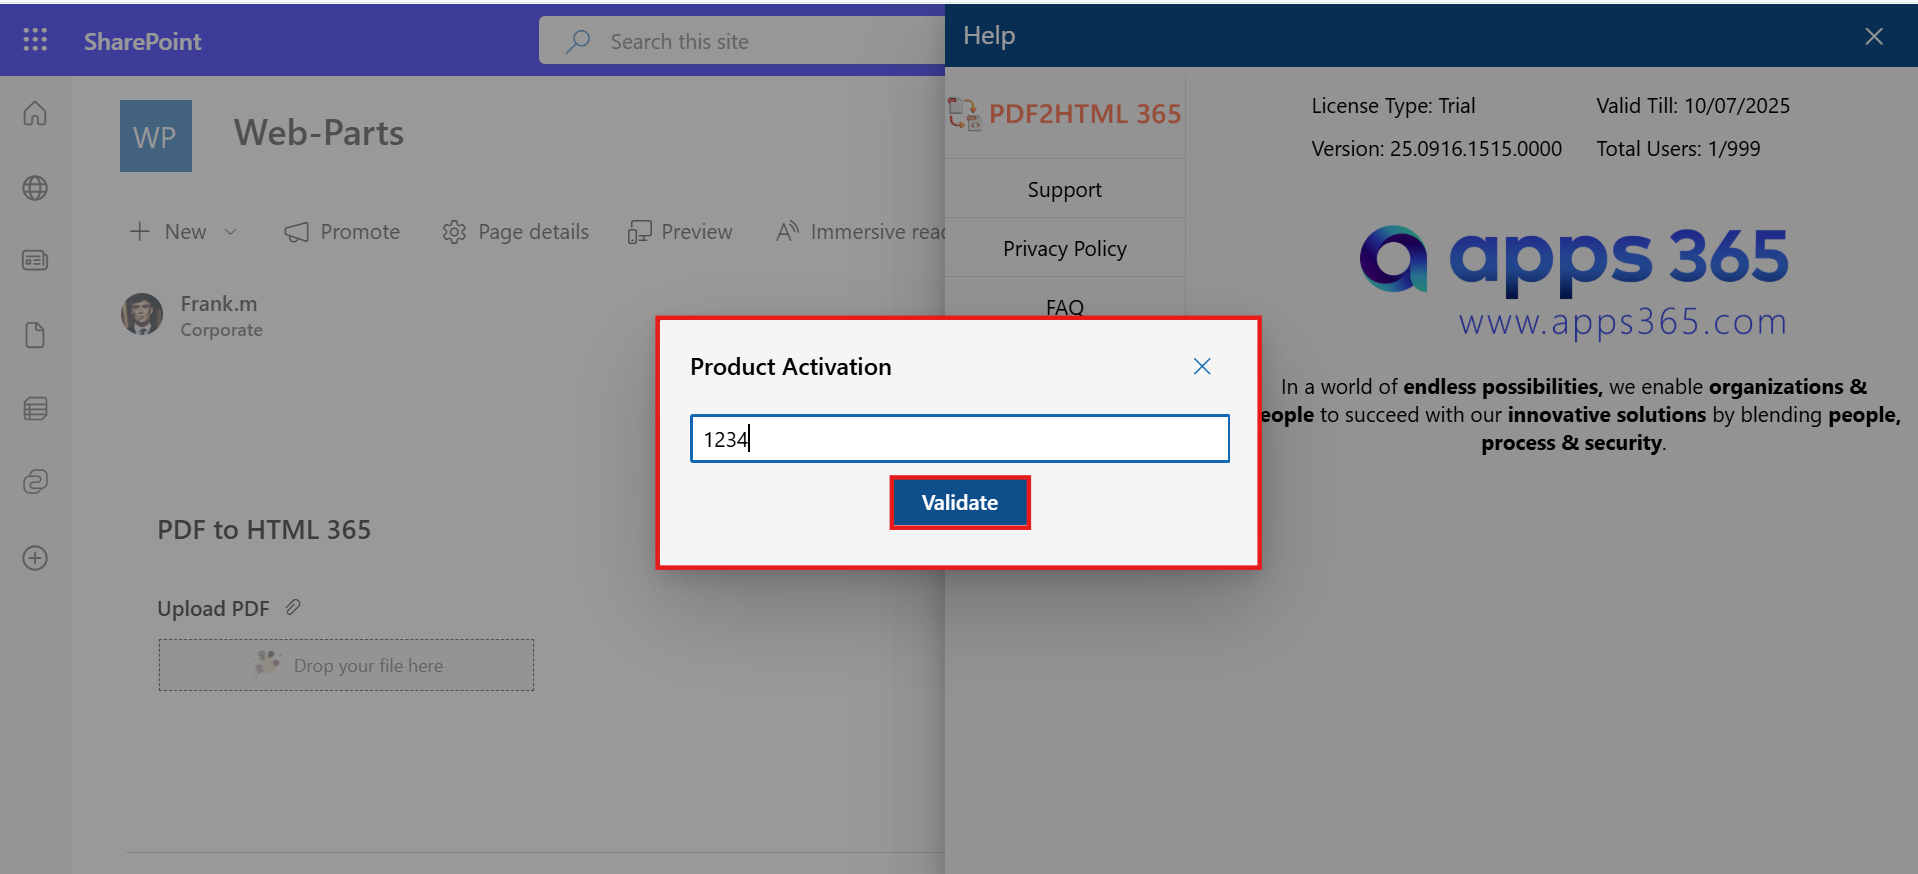 SharePoint
Search this site
Help
WP
Web-Parts
New
Promote
Page details
Preview
Immersive reac
Frank.m
Corporate
PDF to HTML 365
Upload PDF
Drop your file here
PDF2HTML 365
Support
Privacy Policy
FAQ
License Type: Trial
Valid Till: 10/07/2025
Version: 25.0916.1515.0000
Total Users: 1/999
apps 365
www.apps365.com
In a world of endless possibilities, we enable organizations &
eople to succeed with our innovative solutions by blending people,
process & security.
Product Activation
1234
Validate